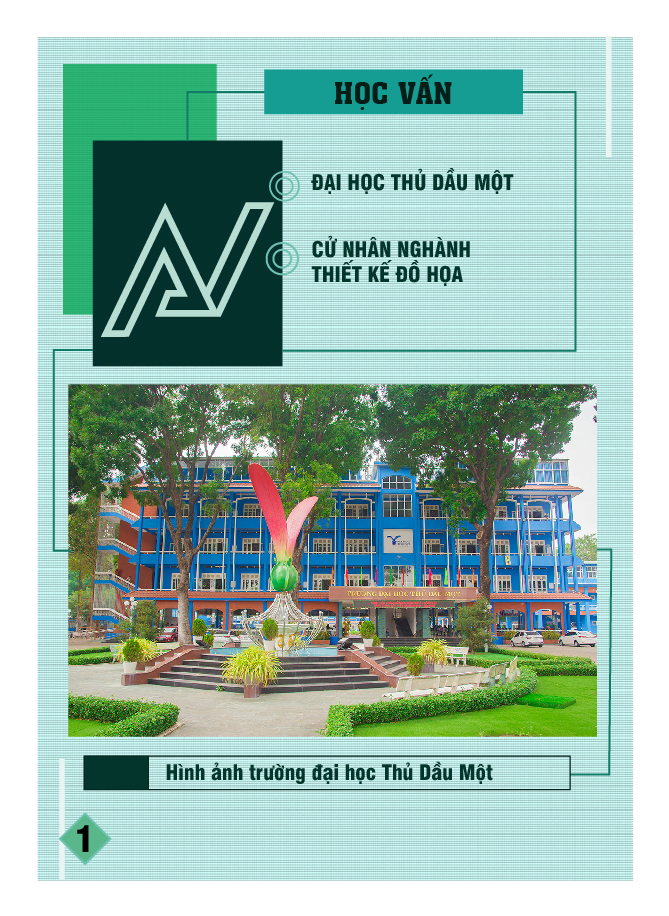 HỌC VẤN
ĐẠI HỌC THỦ DẦU MỘT
CỬ NHÂN NGHÀNH
THIẾT KẾ ĐỒ HỌA
TRƯỜNG ĐẠI HỌC THỦ DẦU MỘT
Hình ảnh trường đại học Thủ Dầu Một
1